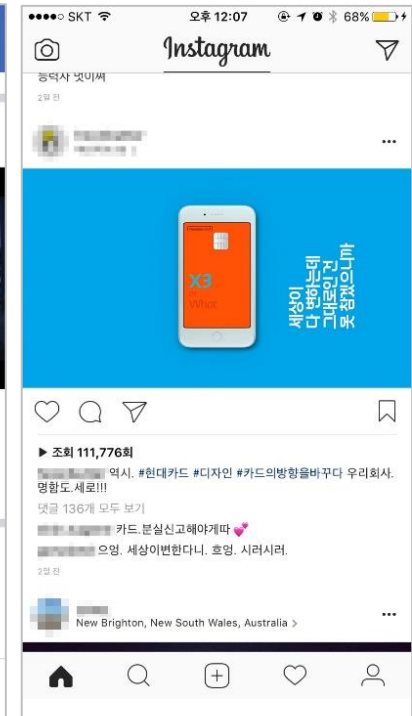 SKT 오후 12:07 68%
Instagram
능력자 멋이쪄
2일 전
X3
What
세상이
다 변하는데
그대로인 건
못 참겠으니까
조회 111,776회
역시. #현대카드 #디자인 #카드의방향을바꾸다 우리회사.
명함도.세로!!!
댓글 136개 모두 보기
카드.분실신고해야게따 💕
으엉. 세상이변한다니. 흐엉. 시러시러.
2일 전
New Brighton, New South Wales, Australia >